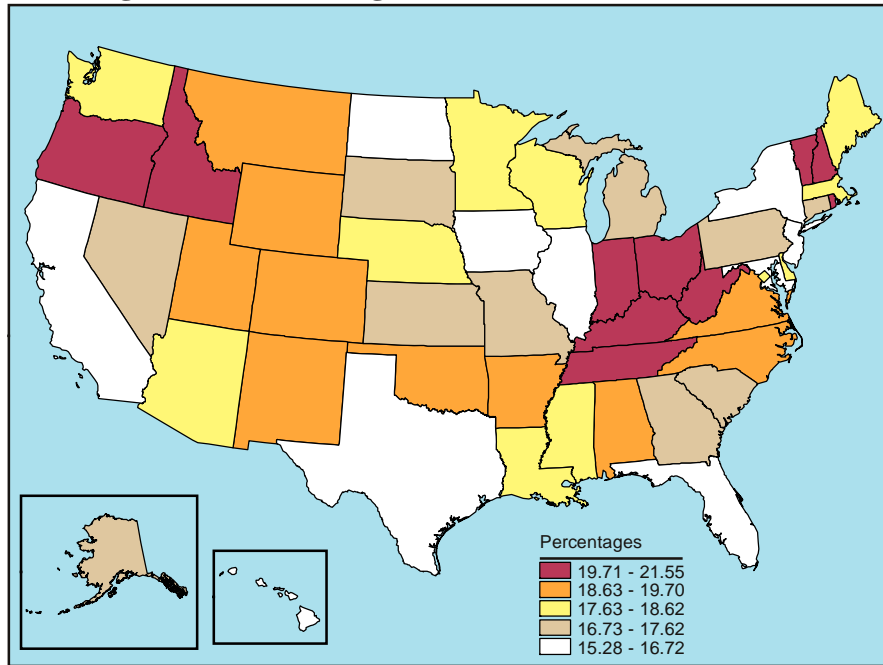 Percentages
19.71 - 21.55
18.63 - 19.70
17.63 - 18.62
16.73 - 17.62
15.28 - 16.72